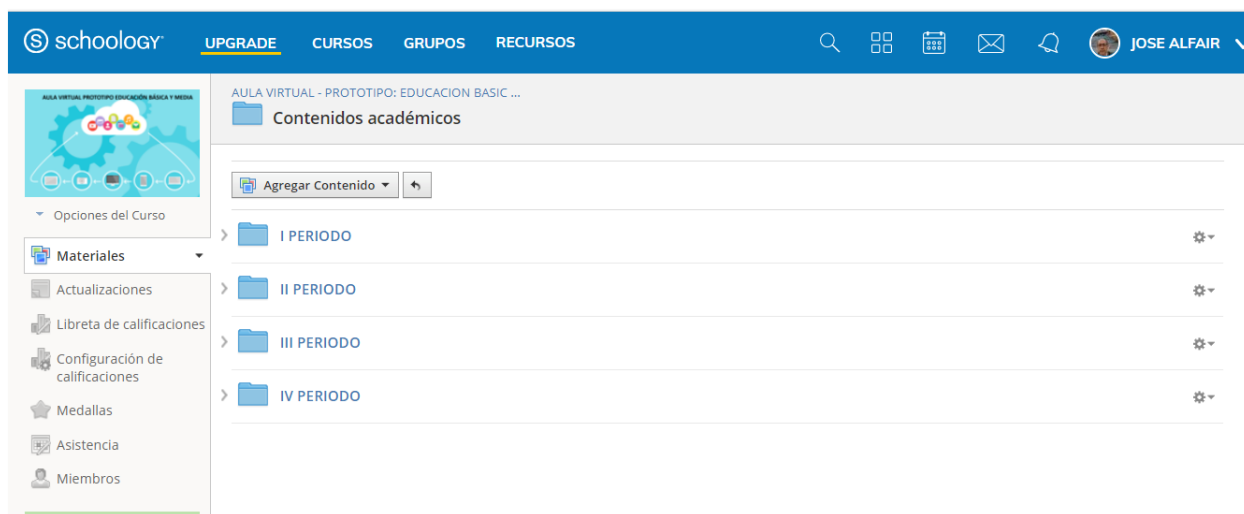 schoology
UPGRADE
CURSOS
GRUPOS
RECURSOS
JOSE ALFAIR
AULA VIRTUAL PROTOTIPO EDUCACIÓN BÁSICA Y MEDIA
Opciones del Curso
Materiales
Actualizaciones
Libreta de calificaciones
Configuración de
calificaciones
Medallas
Asistencia
Miembros
AULA VIRTUAL - PROTOTIPO: EDUCACION BASIC ...
Contenidos académicos
Agregar Contenido
I PERIODO
II PERIODO
III PERIODO
IV PERIODO